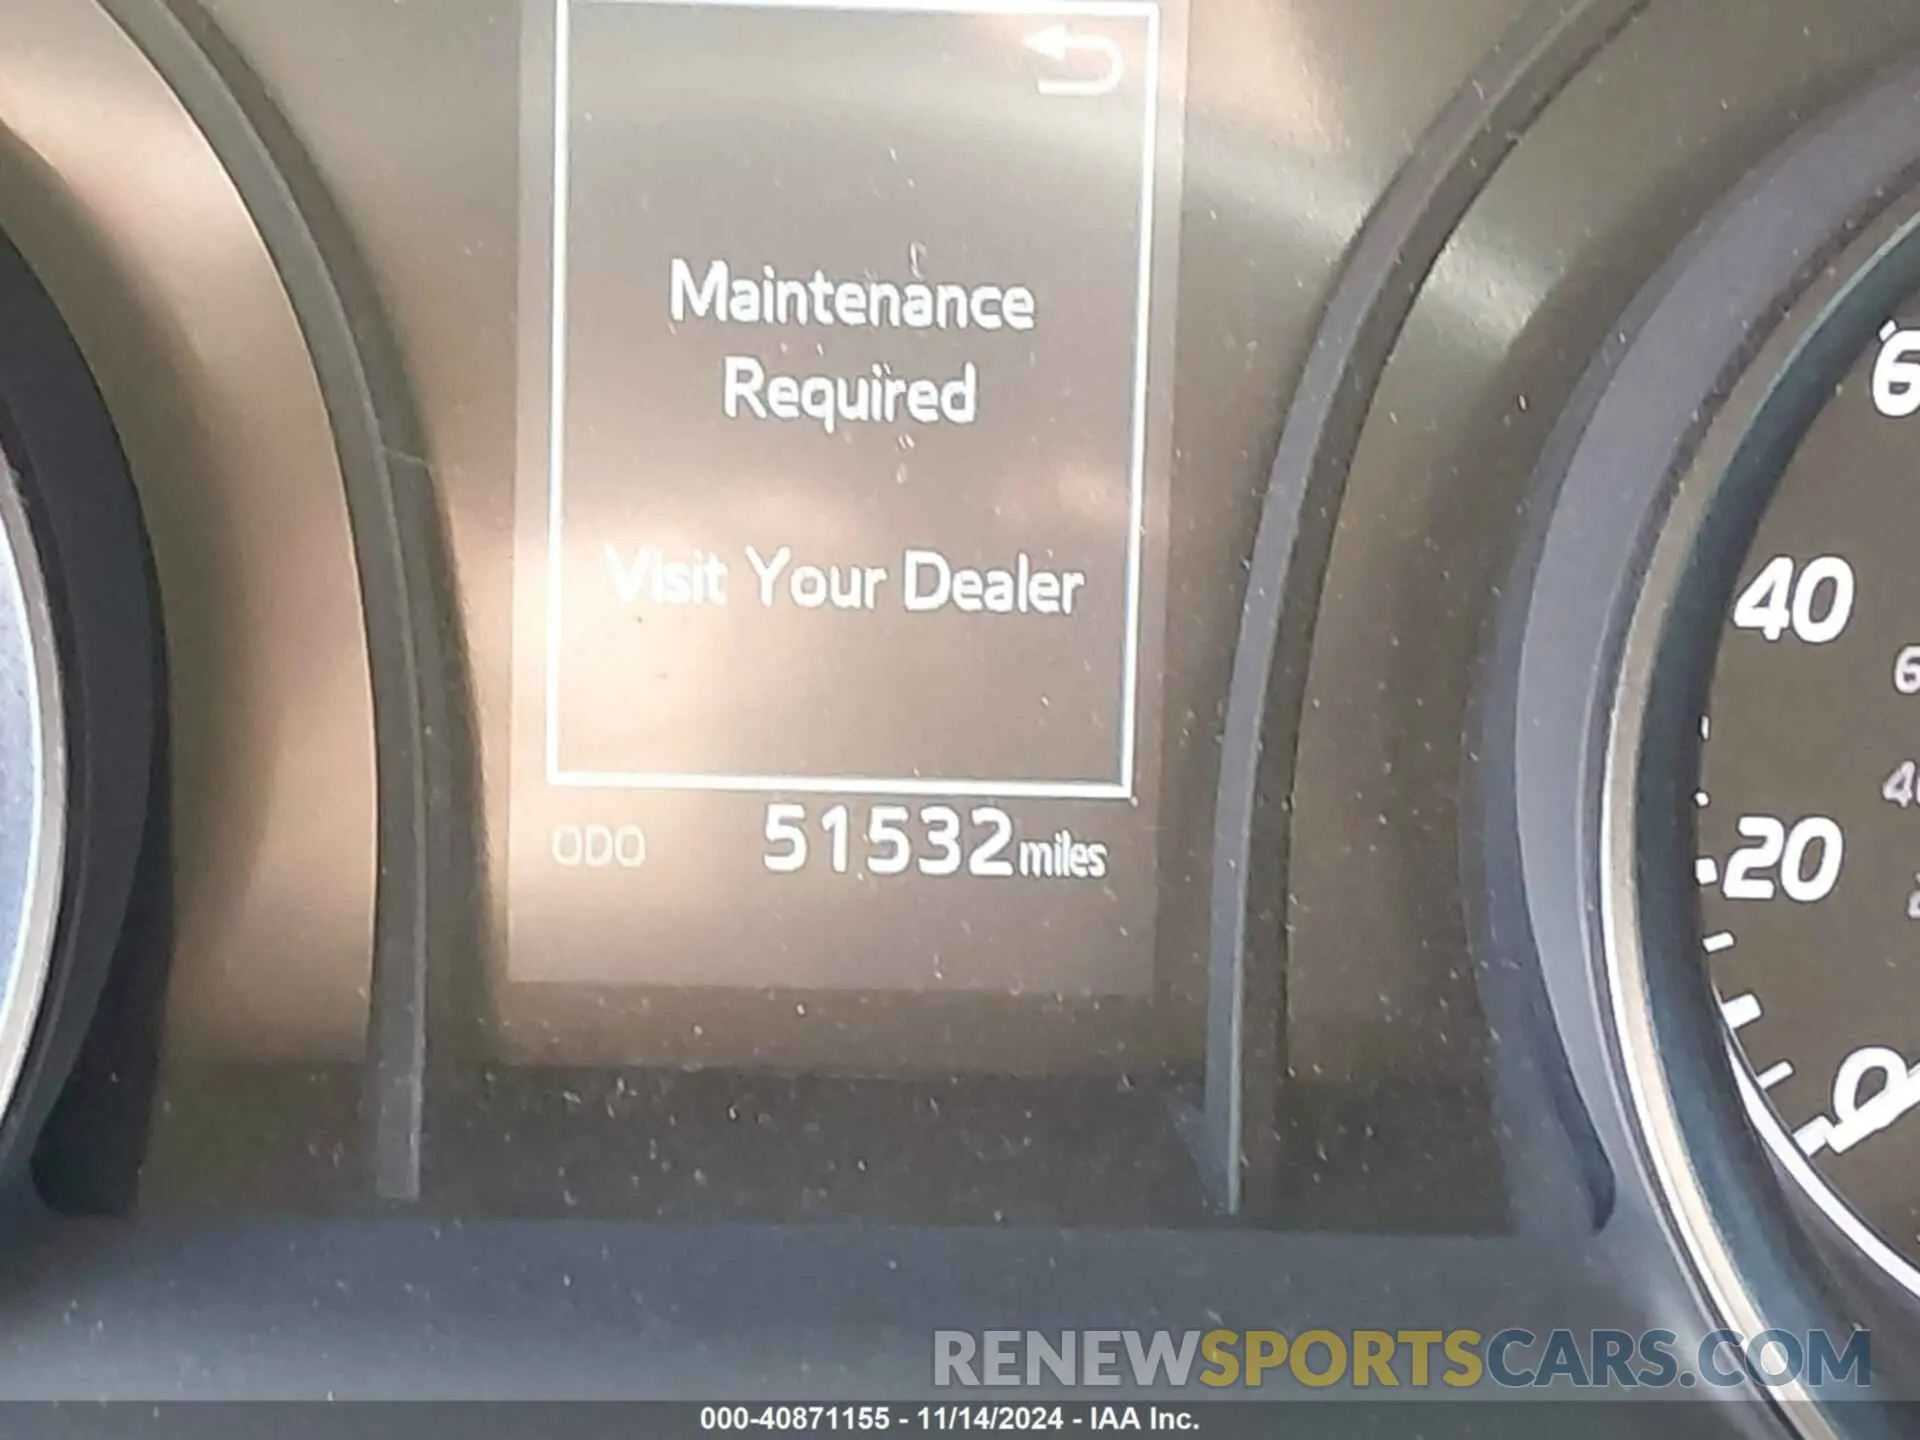 Maintenance
Required
Visit Your Dealer
ODO 51532 miles
40
20
0
RENEWSPORTSCARS.COM
000-40871155 - 11/14/2024 - IAA Inc.